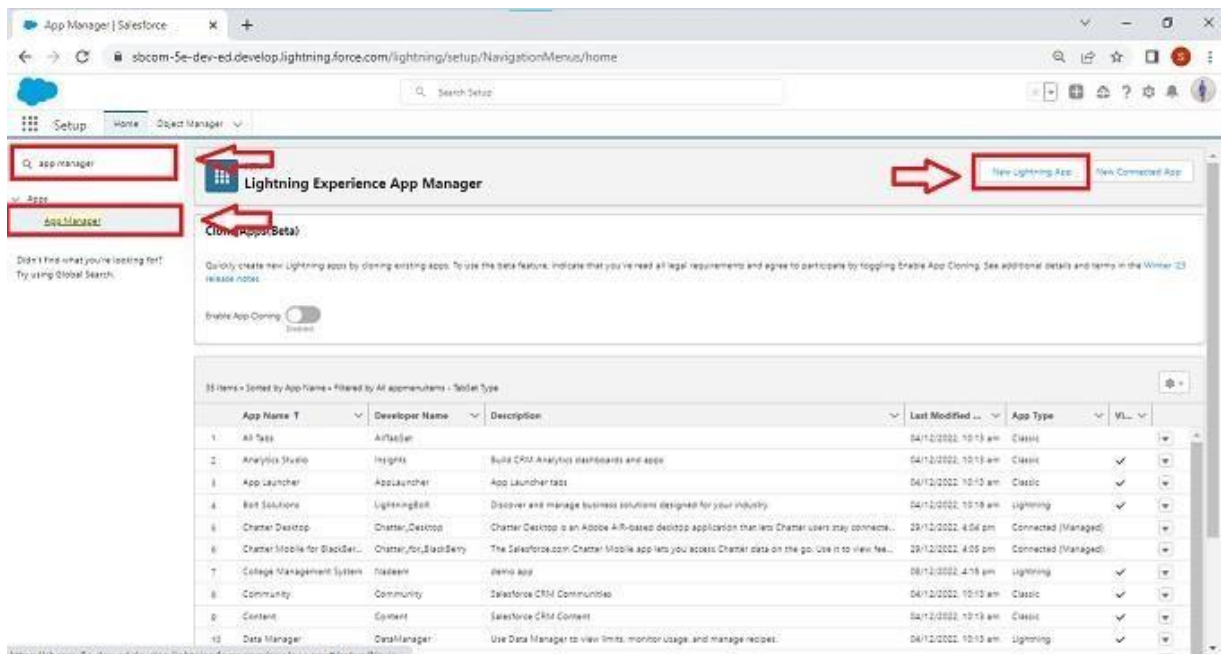 App Manager | Salesforce
sbcom-5e-dev-ed.develop.lightning.force.com/lightning/setup/NavigationMenus/home
S
Search Setup
Setup
Home
Object Manager
app manager
Apps
App Manager
Didn't find what you're looking for?
Try using Global Search.
Lightning Experience App Manager
New Lightning App
New Connected App
Clone Apps (Beta)
Quickly create new Lightning apps by cloning existing apps. To use the beta feature, indicate that you've read all legal requirements and agree to participate by toggling Enable App Cloning. See additional details and terms in the Winter '23
release notes.
Enable App Cloning
Disabled
35 items • Sorted by App Name • Filtered by All appmenuitems - TabSet Type
App Name ↑ Developer Name Description Last Modified ... App Type Vi...
1 All Tabs AllTabSet 04/12/2022, 10:13 am Classic
2 Analytics Studio Insights Build CRM Analytics dashboards and apps 04/12/2022, 10:13 am Classic
3 App Launcher AppLauncher App Launcher tabs 04/12/2022, 10:13 am Classic
4 Bolt Solutions LightningBolt Discover and manage business solutions designed for your industry. 04/12/2022, 10:18 am Lightning
5 Chatter Desktop Chatter_Desktop Chatter Desktop is an Adobe AIR-based desktop application that lets Chatter users stay connecte... 29/12/2022, 4:04 pm Connected (Managed)
6 Chatter Mobile for BlackBer... Chatter_for_BlackBerry The Salesforce.com Chatter Mobile app lets you access Chatter data on the go. Use it to view fee... 29/12/2022, 4:05 pm Connected (Managed)
7 College Management System Nadeem demo app 08/12/2022, 4:18 pm Lightning
8 Community Community Salesforce CRM Communities 04/12/2022, 10:13 am Classic
9 Content Content Salesforce CRM Content 04/12/2022, 10:13 am Classic
10 Data Manager DataManager Use Data Manager to view limits, monitor usage, and manage recipes. 04/12/2022, 10:13 am Lightning